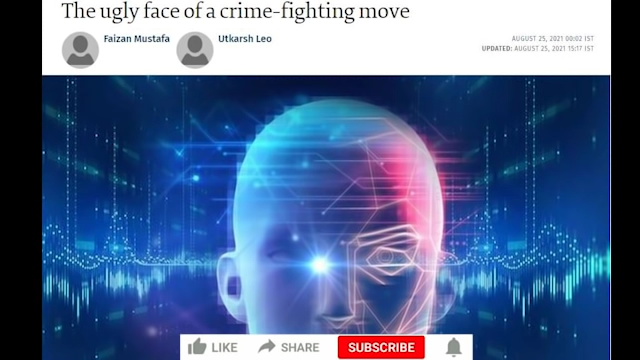 The ugly face of a crime-fighting move
Faizan Mustafa
Utkarsh Leo
AUGUST 25, 2021 00:02 IST
UPDATED: AUGUST 25, 2021 15:17 IST
LIKE
SHARE
SUBSCRIBE